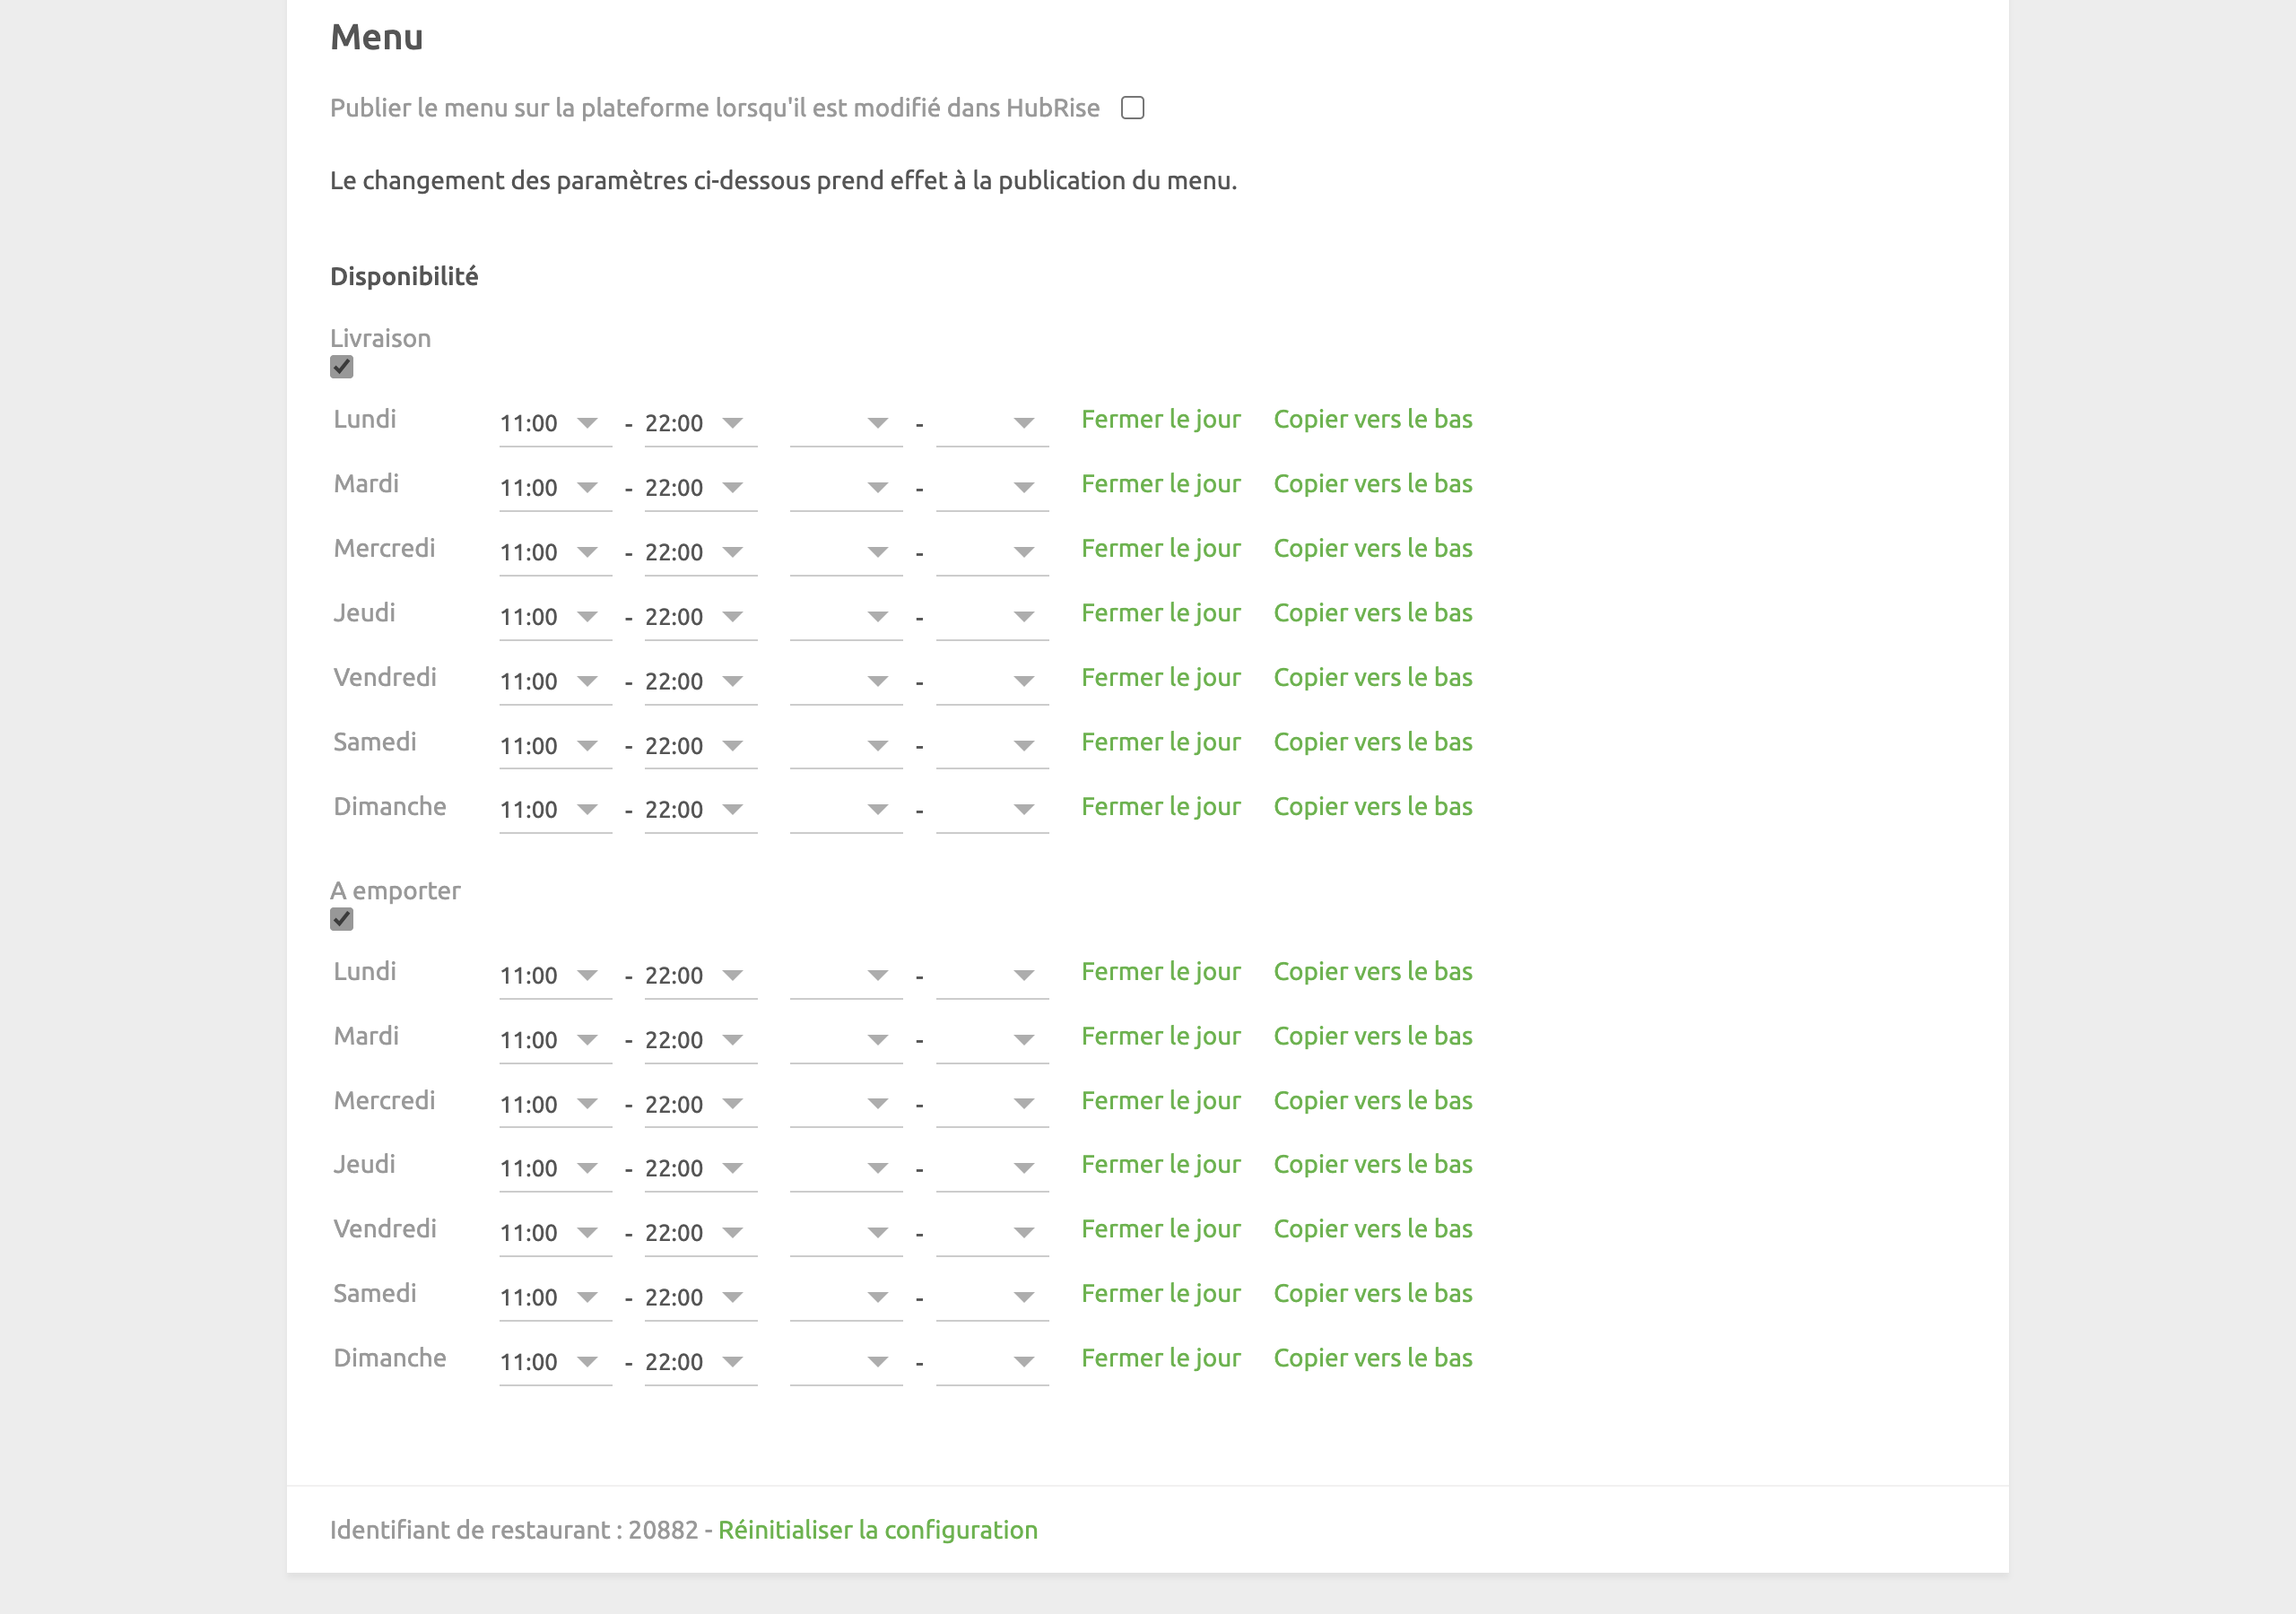 Menu
Publier le menu sur la plateforme lorsqu'il est modifié dans HubRise
Le changement des paramètres ci-dessous prend effet à la publication du menu.
Disponibilité
Livraison
Lundi 11:00 - 22:00 - Fermer le jour Copier vers le bas
Mardi 11:00 - 22:00 - Fermer le jour Copier vers le bas
Mercredi 11:00 - 22:00 - Fermer le jour Copier vers le bas
Jeudi 11:00 - 22:00 - Fermer le jour Copier vers le bas
Vendredi 11:00 - 22:00 - Fermer le jour Copier vers le bas
Samedi 11:00 - 22:00 - Fermer le jour Copier vers le bas
Dimanche 11:00 - 22:00 - Fermer le jour Copier vers le bas
A emporter
Lundi 11:00 - 22:00 - Fermer le jour Copier vers le bas
Mardi 11:00 - 22:00 - Fermer le jour Copier vers le bas
Mercredi 11:00 - 22:00 - Fermer le jour Copier vers le bas
Jeudi 11:00 - 22:00 - Fermer le jour Copier vers le bas
Vendredi 11:00 - 22:00 - Fermer le jour Copier vers le bas
Samedi 11:00 - 22:00 - Fermer le jour Copier vers le bas
Dimanche 11:00 - 22:00 - Fermer le jour Copier vers le bas
Identifiant de restaurant : 20882 - Réinitialiser la configuration